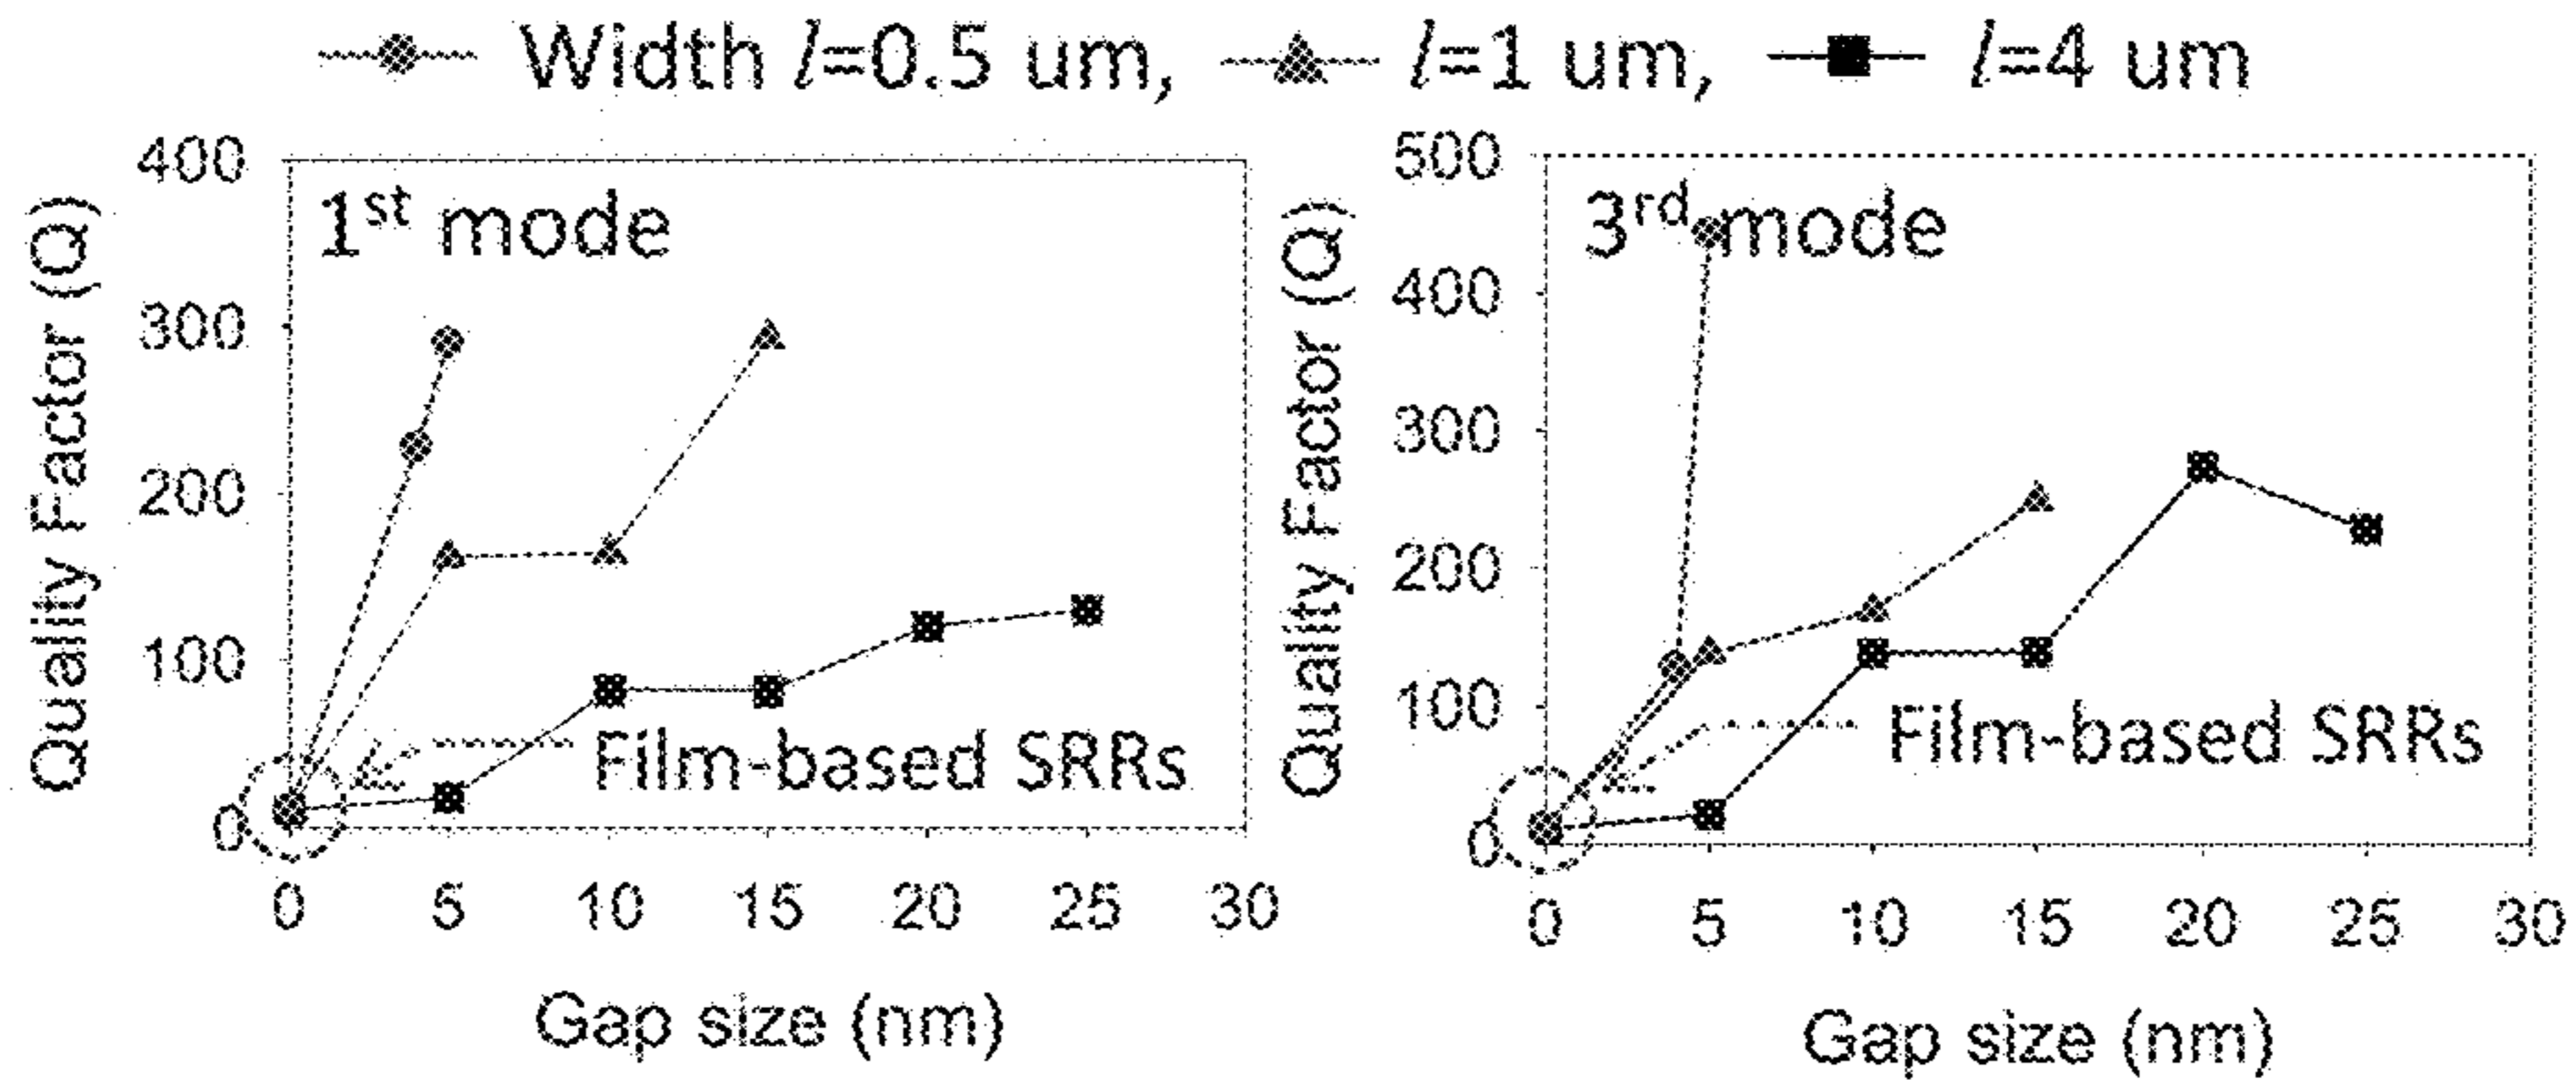 Width l=0.5 um, l=1 um, l=4 um
1st mode
Quality Factor (Q)
400
300
200
100
0
Film-based SRRs
0 5 10 15 20 25 30
Gap size (nm)
3rd mode
Quality Factor (Q)
500
400
300
200
100
0
Film-based SRRs
0 5 10 15 20 25 30
Gap size (nm)